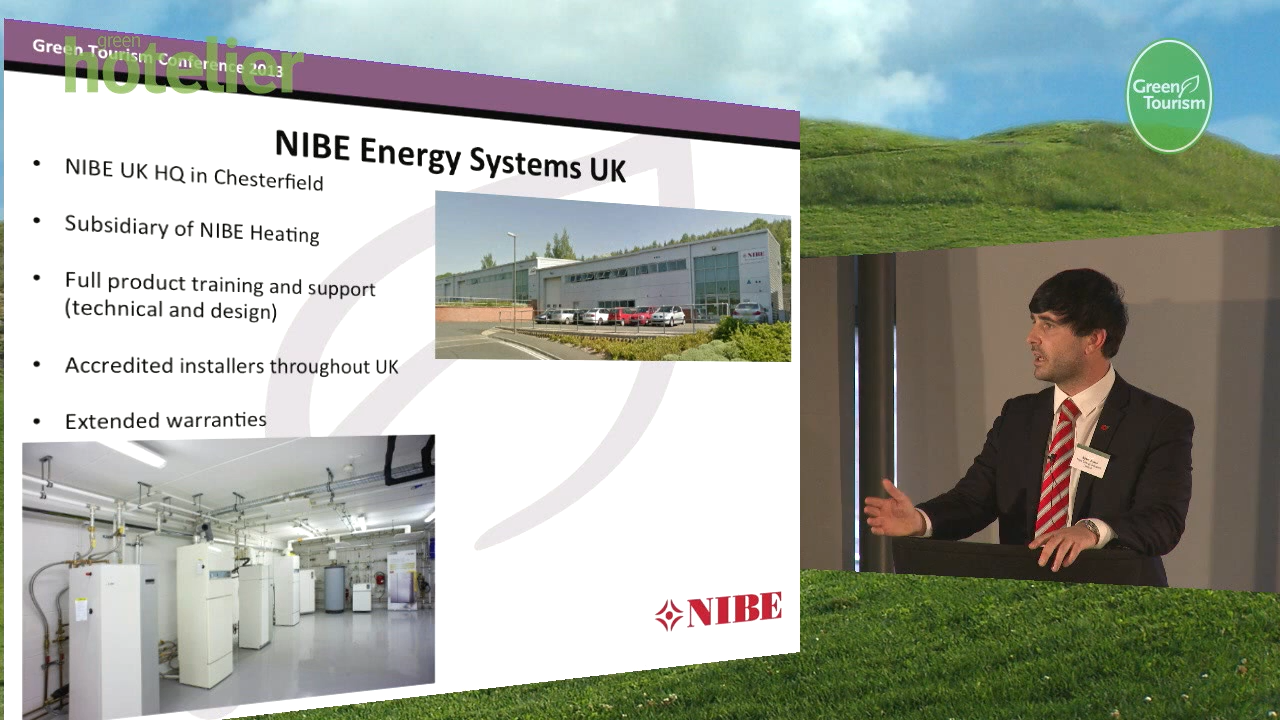 Green Tourism Conference 2013
green
hotelier
NIBE Energy Systems UK
• NIBE UK HQ in Chesterfield
• Subsidiary of NIBE Heating
• Full product training and support
(technical and design)
• Accredited installers throughout UK
• Extended warranties
NIBE
NIBE
Green
Tourism